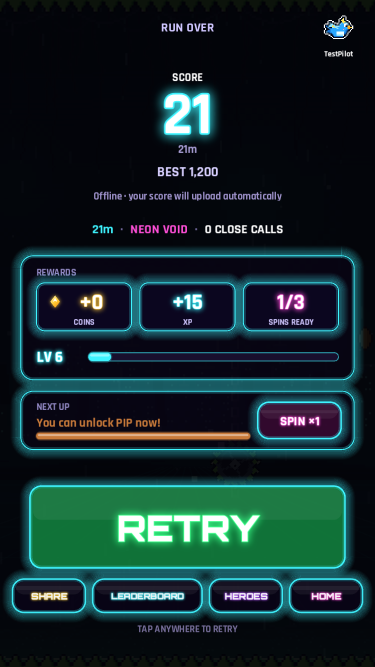 RUN OVER
TestPilot
SCORE
21
21m
BEST 1,200
Offline · your score will upload automatically
21m · NEON VOID · 0 CLOSE CALLS
REWARDS
+0 +15 1/3
COINS XP SPINS READY
LV 6
NEXT UP
You can unlock PIP now!
SPIN ×1
RETRY
SHARE LEADERBOARD HEROES HOME
TAP ANYWHERE TO RETRY